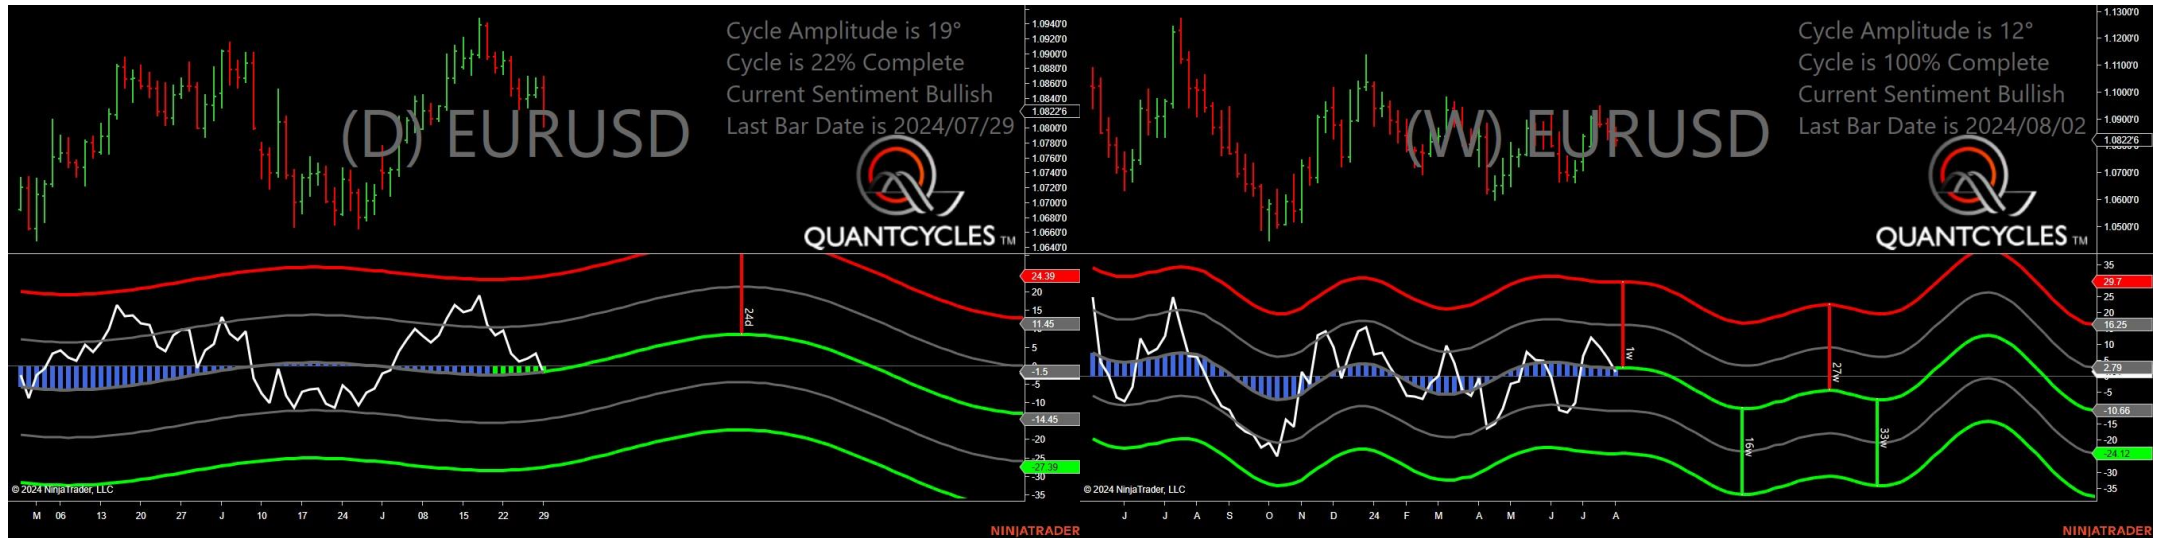 Cycle Amplitude is 19°
Cycle is 22% Complete
Current Sentiment Bullish
Last Bar Date is 2024/07/29
(D) EURUSD
QUANTCYCLES TM
1.0940'0
1.0920'0
1.0900'0
1.0880'0
1.0860'0
1.0840'0
1.0822'6
1.0800'0
1.0780'0
1.0760'0
1.0740'0
1.0720'0
1.0700'0
1.0680'0
1.0660'0
1.0640'0
24.39
20
15
11.45
5
-1.5
-5
-10
-14.45
-20
-25
-27.39
-30
-35
24d
© 2024 NinjaTrader, LLC
M 06 13 20 27 J 10 17 24 J 08 15 22 29
NINJATRADER
Cycle Amplitude is 12°
Cycle is 100% Complete
Current Sentiment Bullish
Last Bar Date is 2024/08/02
(W) EURUSD
QUANTCYCLES TM
1.1300'0
1.1200'0
1.1100'0
1.1000'0
1.0900'0
1.0822'6
1.0700'0
1.0600'0
1.0500'0
35
29.7
25
20
16.25
10
5
2.79
-5
-10.66
-15
-20
-24.12
-30
-35
1w
27w
16w
33w
© 2024 NinjaTrader, LLC
J J A S O N D 24 F M A M J J A
NINJATRADER